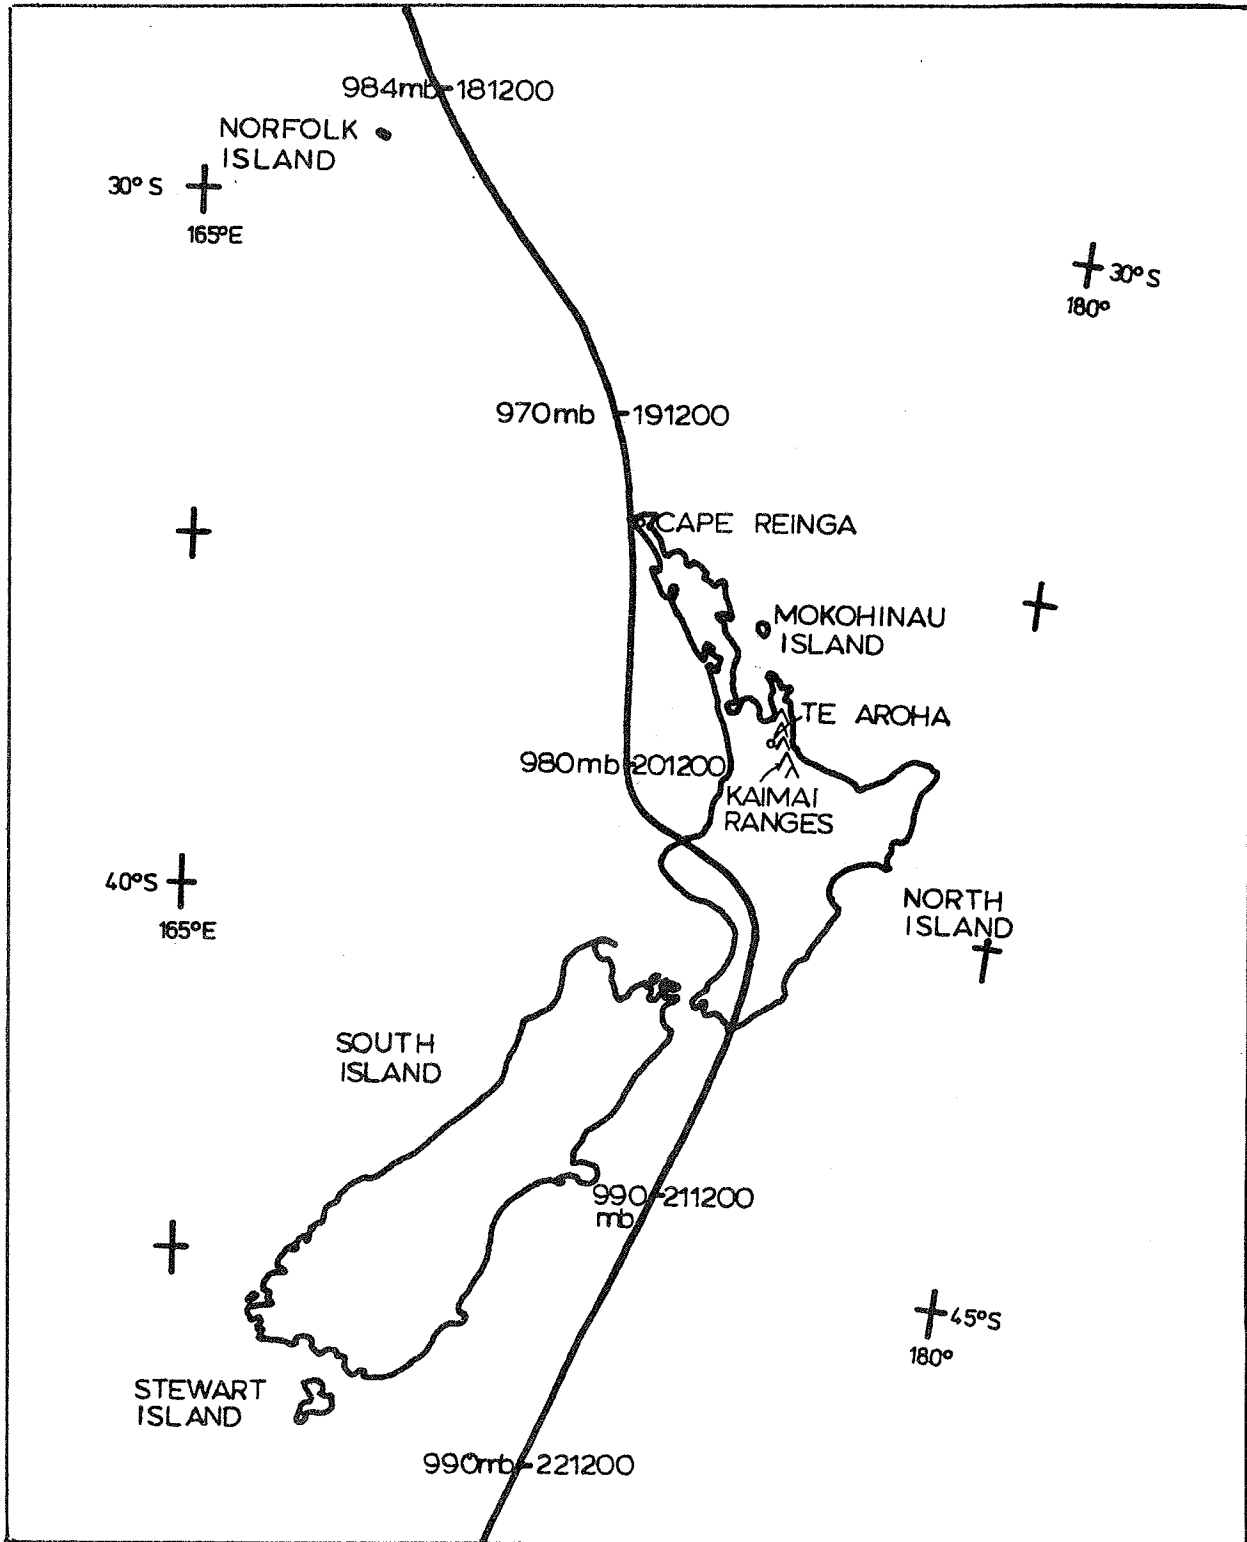 984mb 181200
NORFOLK
ISLAND
30° S
165°E
30° S
180°
970mb 191200
CAPE REINGA
MOKOHINAU
ISLAND
TE AROHA
980mb 201200
KAIMAI
RANGES
40°S
165°E
NORTH
ISLAND
SOUTH
ISLAND
990 211200
mb
45°S
180°
STEWART
ISLAND
990mb 221200